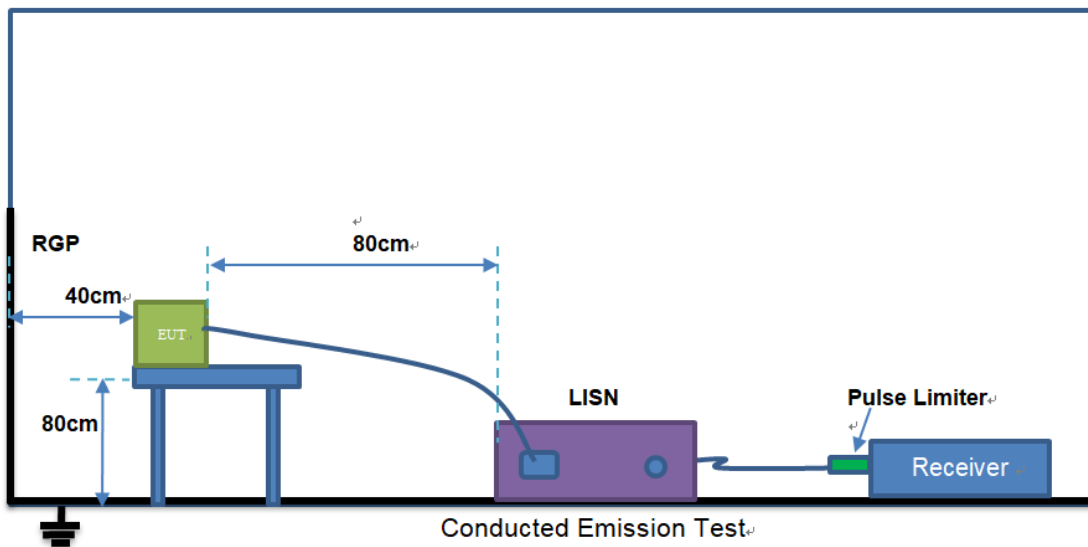 RGP
80cm
40cm
EUT
80cm
LISN
Pulse Limiter
Receiver
Conducted Emission Test